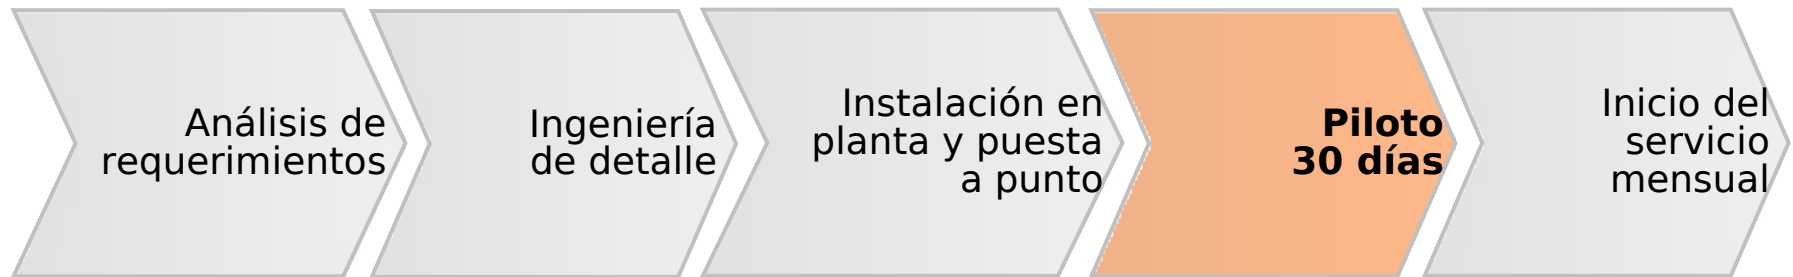 Análisis de
requerimientos
Ingeniería
de detalle
Instalación en
planta y puesta
a punto
Piloto
30 días
Inicio del
servicio
mensual